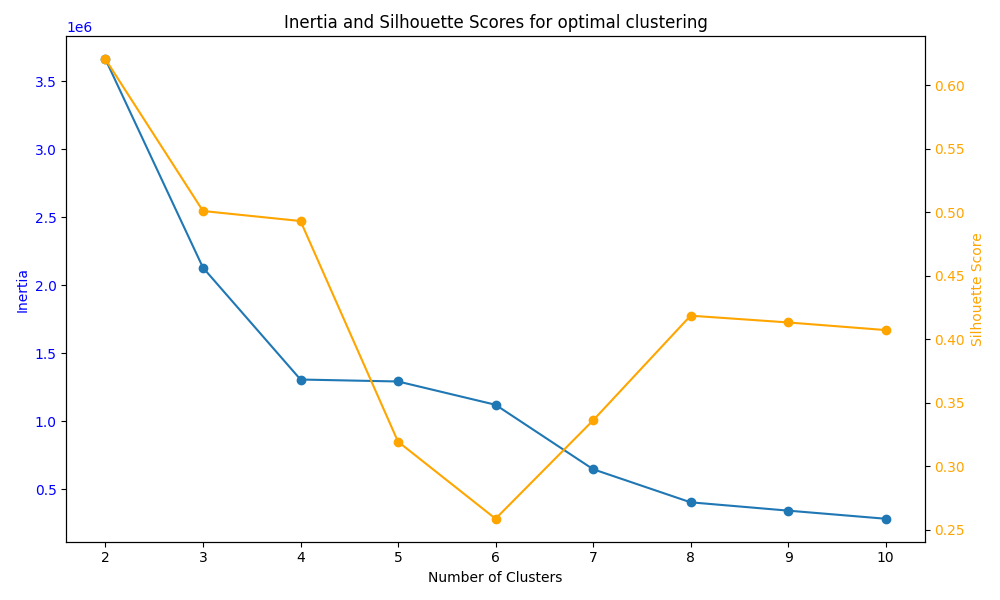 Inertia and Silhouette Scores for optimal clustering
1e6
3.5
3.0
2.5
2.0
1.5
1.0
0.5
Inertia
0.60
0.55
0.50
0.45
0.40
0.35
0.30
0.25
Silhouette Score
2 3 4 5 6 7 8 9 10
Number of Clusters